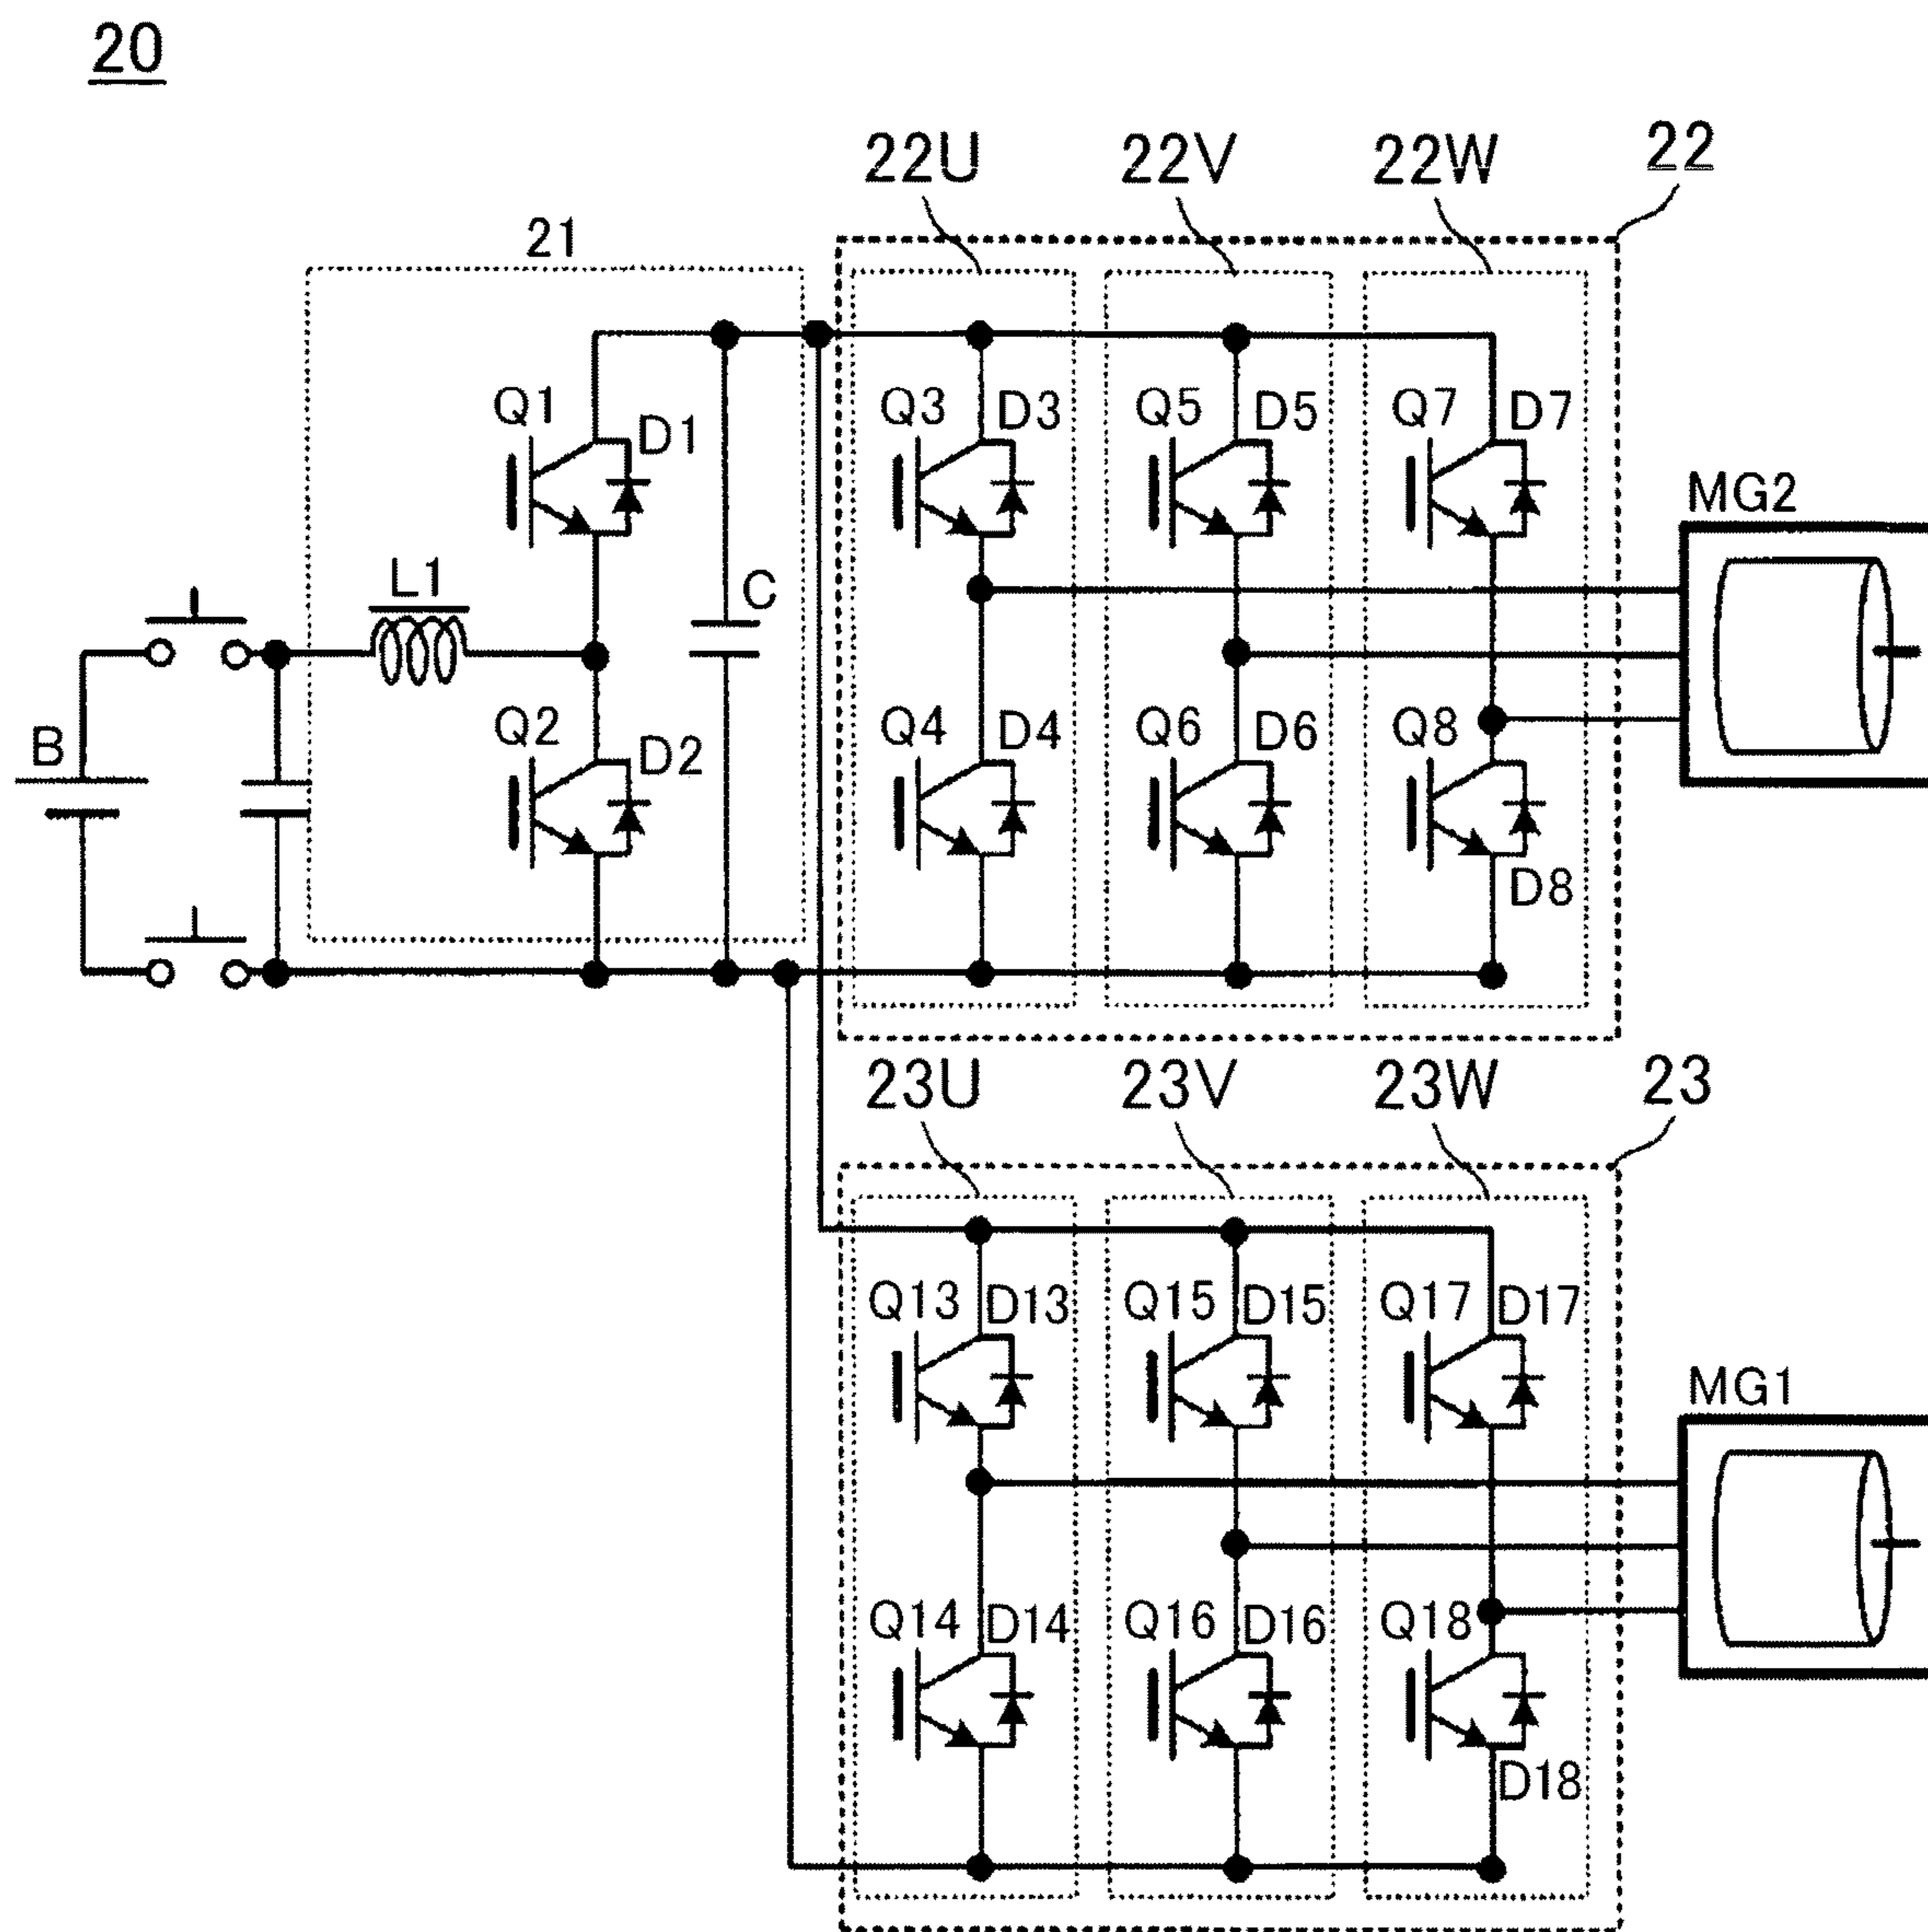 20
22U 22V 22W 22
21
Q1 D1 Q3 D3 Q5 D5 Q7 D7
MG2
L1 C
B Q2 D2 Q4 D4 Q6 D6 Q8
D8
23U 23V 23W 23
Q13 D13 Q15 D15 Q17 D17
MG1
Q14 D14 Q16 D16 Q18
D18